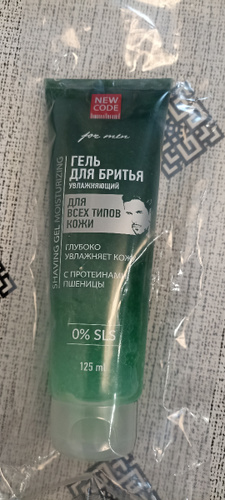 NEW
CODE
for men
ГЕЛЬ
ДЛЯ БРИТЬЯ
УВЛАЖНЯЮЩИЙ
ДЛЯ
ВСЕХ ТИПОВ
КОЖИ
ГЛУБОКО
УВЛАЖНЯЕТ КОЖУ
С ПРОТЕИНАМИ
ПШЕНИЦЫ
0% SLS
125 ml
SHAVING GEL MOISTURIZING